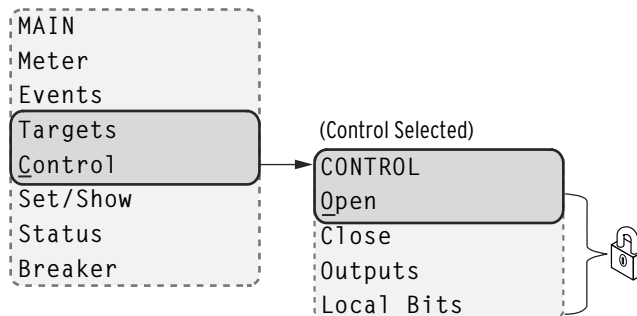 MAIN
Meter
Events
Targets
Control
Set/Show
Status
Breaker
(Control Selected)
CONTROL
Open
Close
Outputs
Local Bits